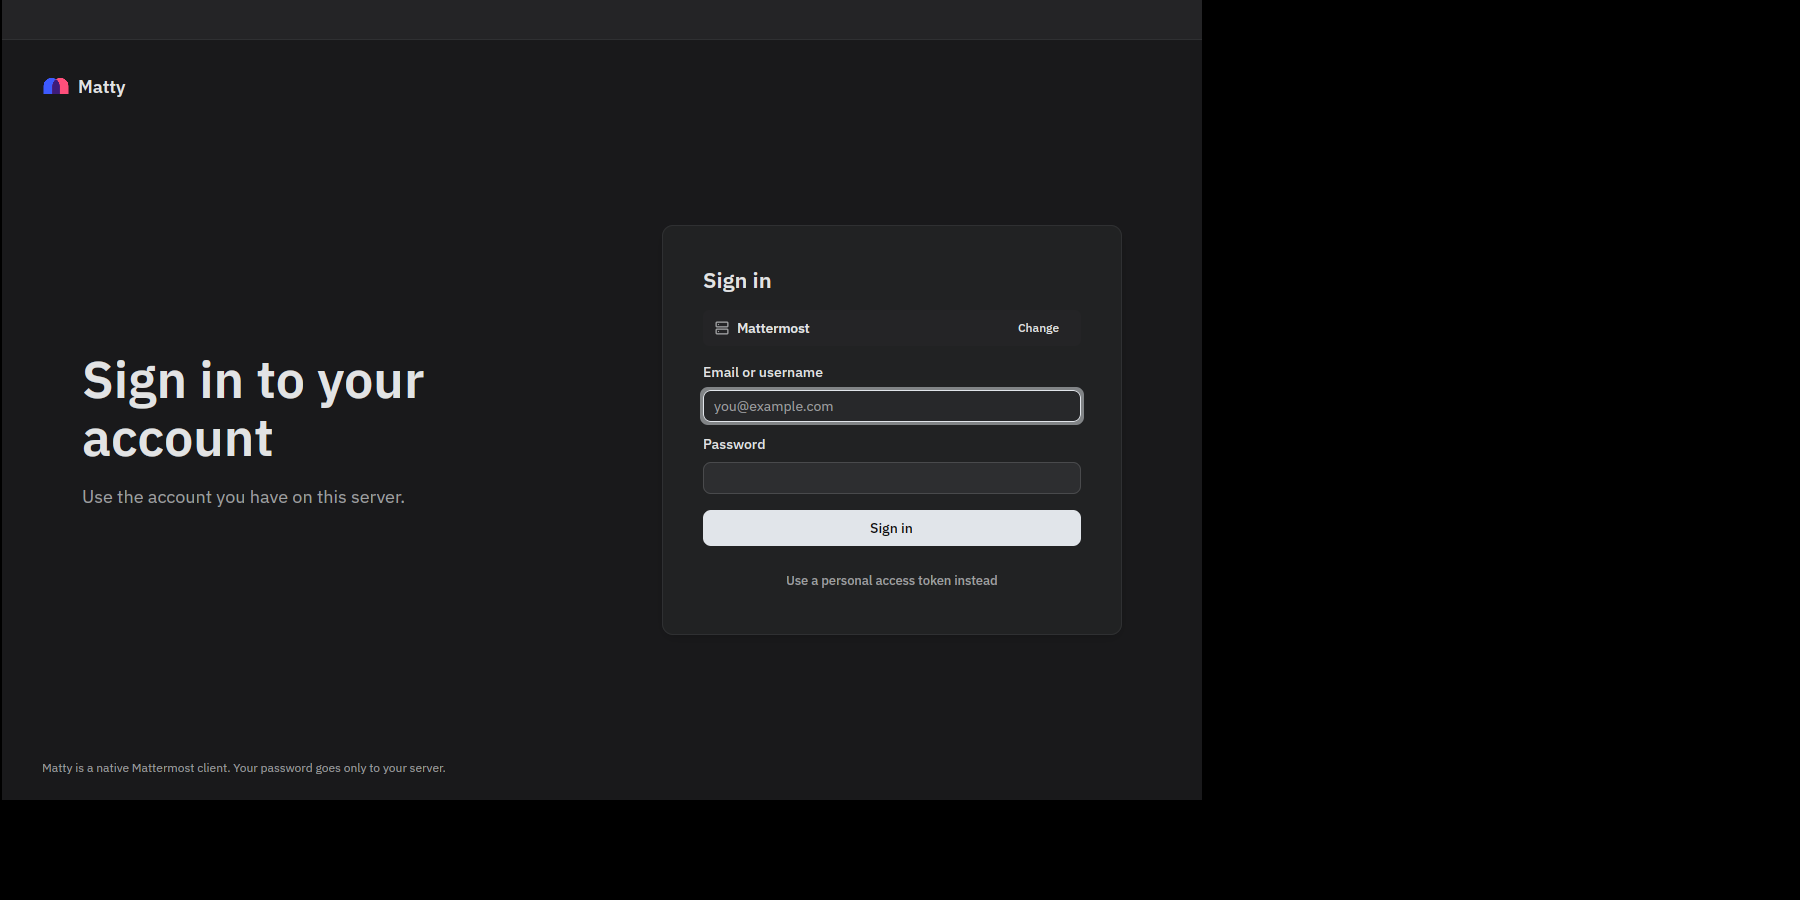 Matty
Sign in to your
account
Use the account you have on this server.
Sign in
Mattermost
Change
Email or username
you@example.com
Password
Sign in
Use a personal access token instead
Matty is a native Mattermost client. Your password goes only to your server.